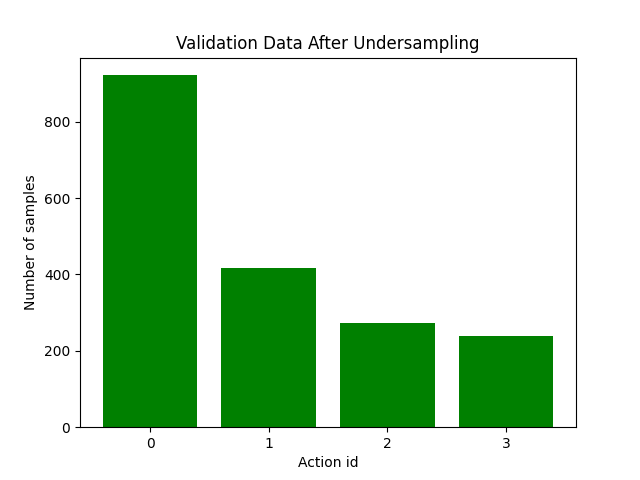 Validation Data After Undersampling
800
600
400
200
0
Number of samples
0 1 2 3
Action id